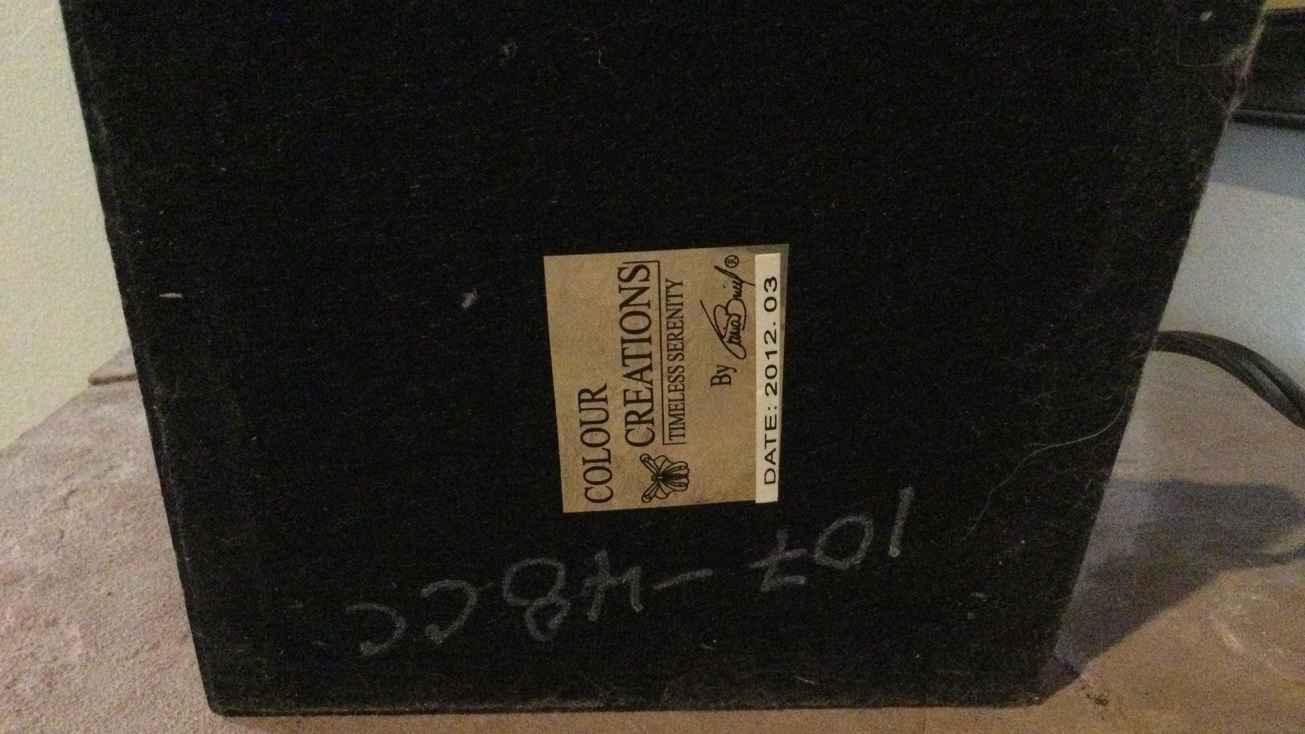 COLOUR
CREATIONS
TIMELESS SERENITY
By
®
DATE: 2012. 03
107-48CC